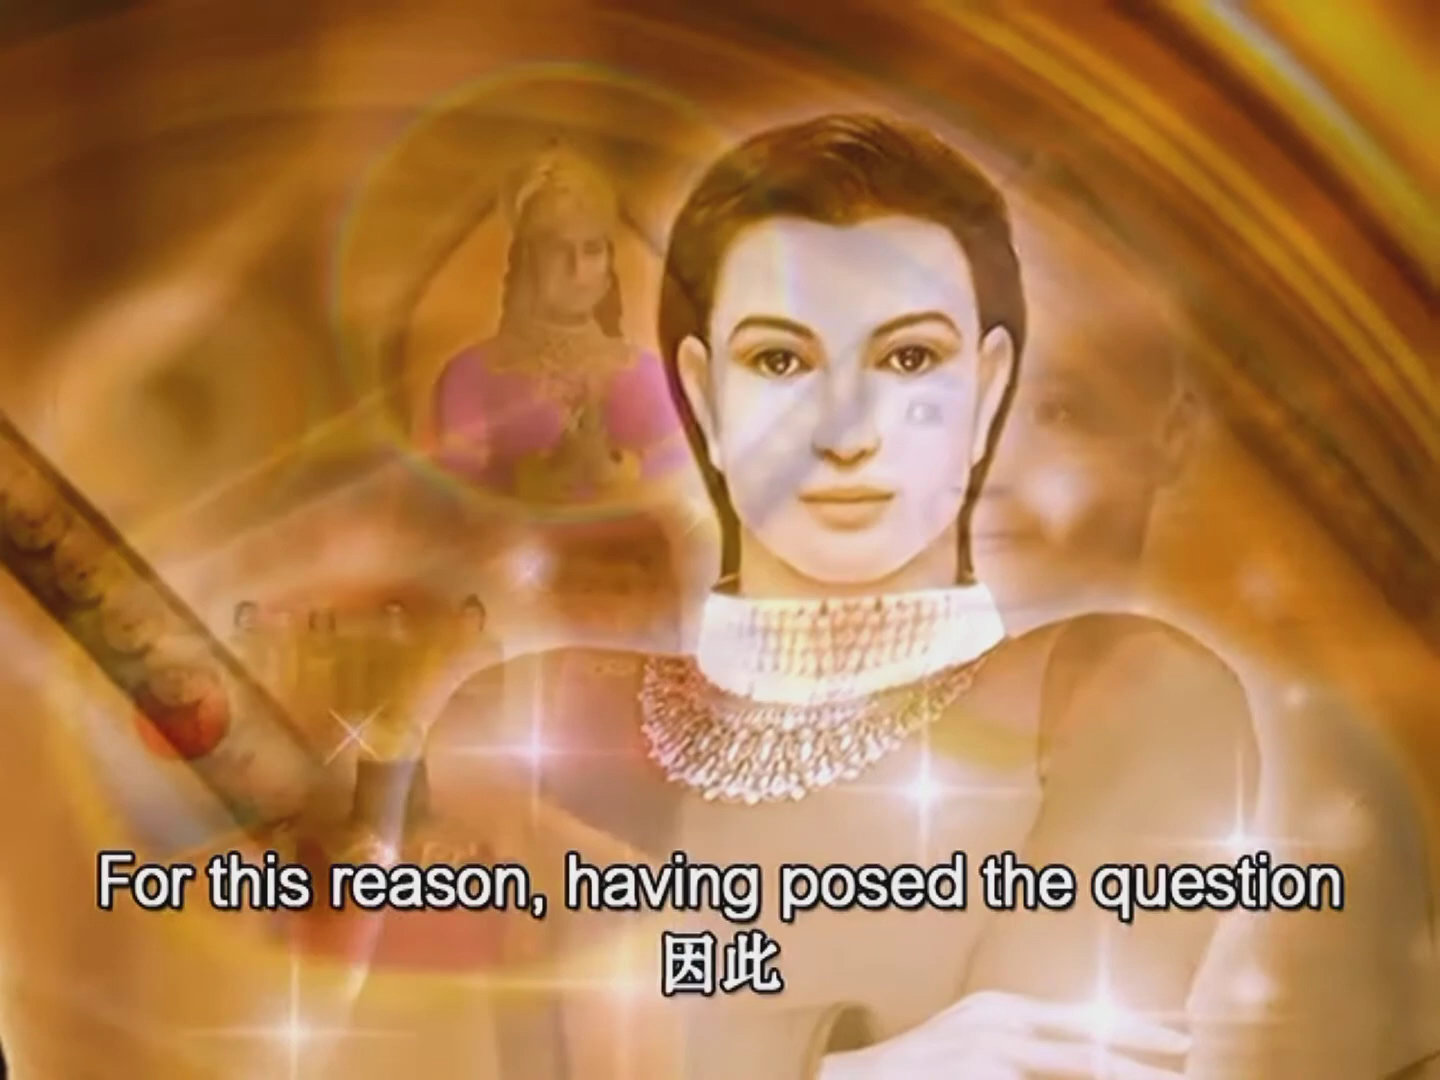 For this reason, having posed the question
因此